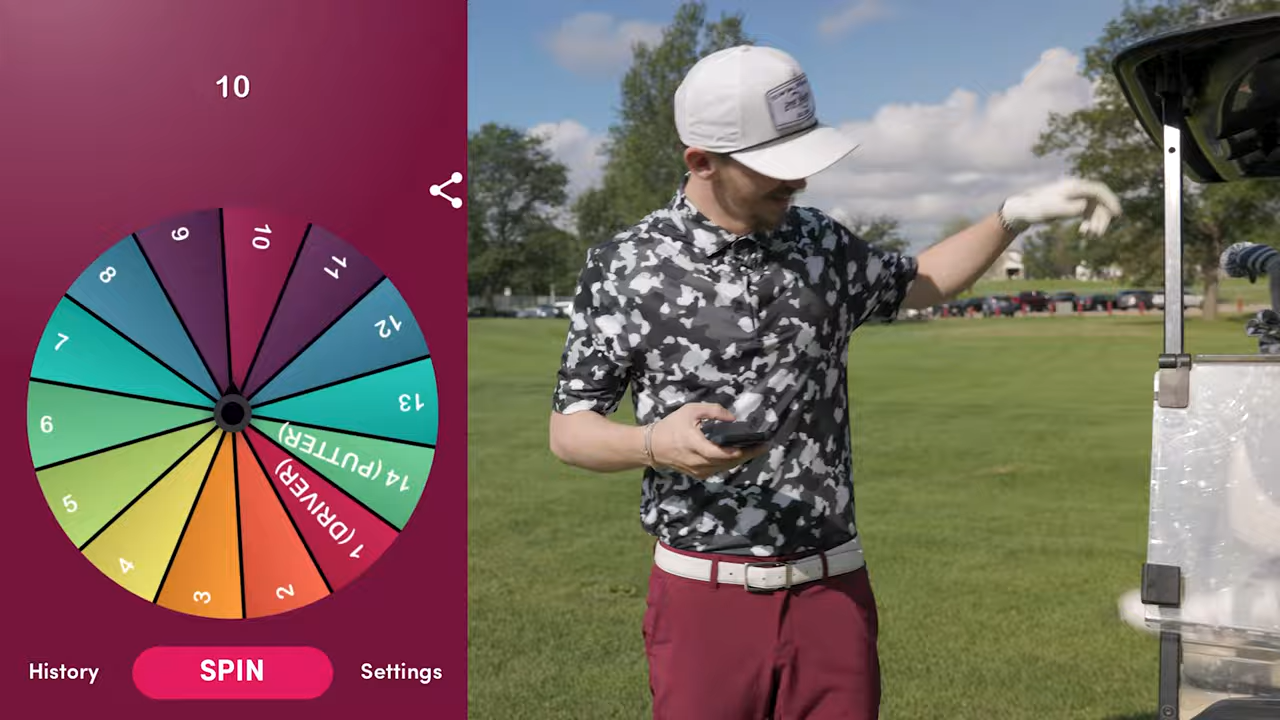 10
9
10
11
8
12
7
13
6
14 (PUTTER)
5
1 (DRIVER)
4
3
2
History
SPIN
Settings